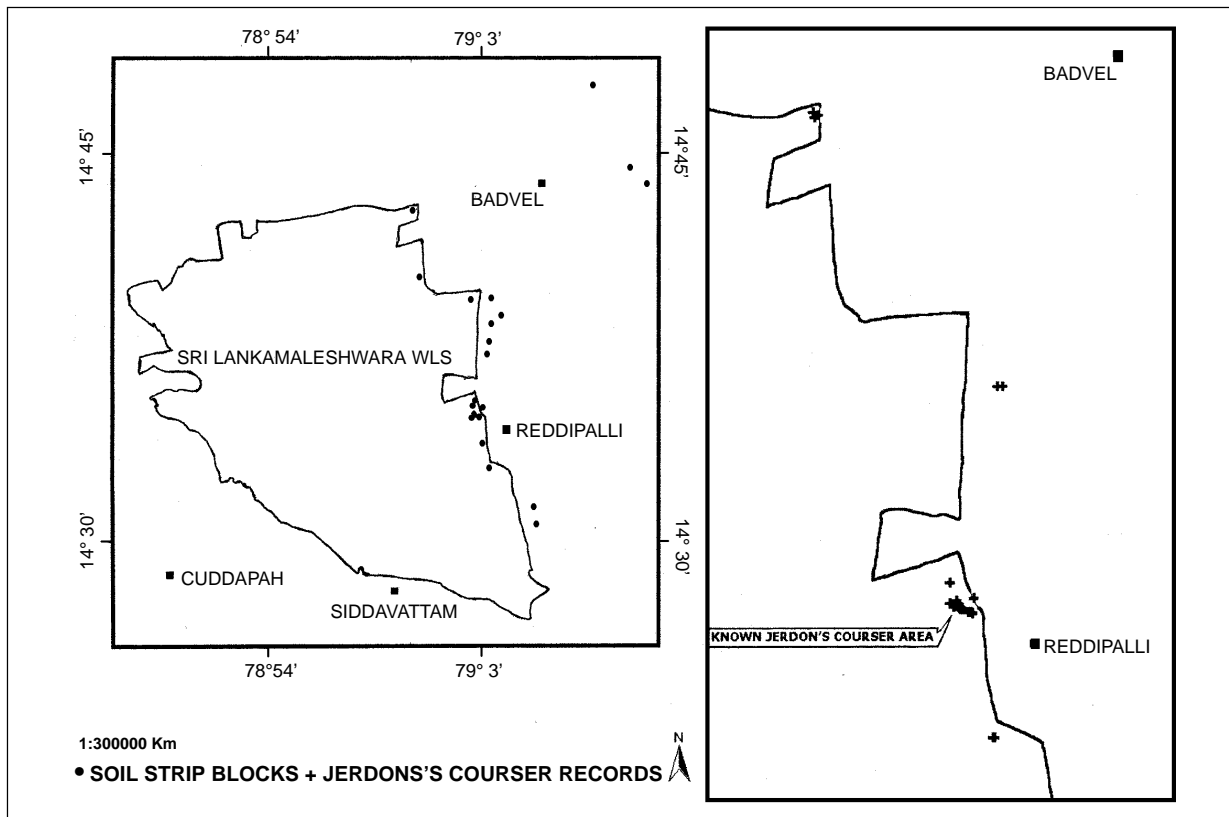 78° 54’ 79° 3’
BADVEL
14° 45’ 14° 45’
BADVEL
SRI LANKAMALESHWARA WLS
REDDIPALLI
KNOWN JERDON'S COURSER AREA
REDDIPALLI
14° 30’ 14° 30’
CUDDAPAH
SIDDAVATTAM
78° 54’ 79° 3’
1:300000 Km
N
• SOIL STRIP BLOCKS + JERDONS'S COURSER RECORDS